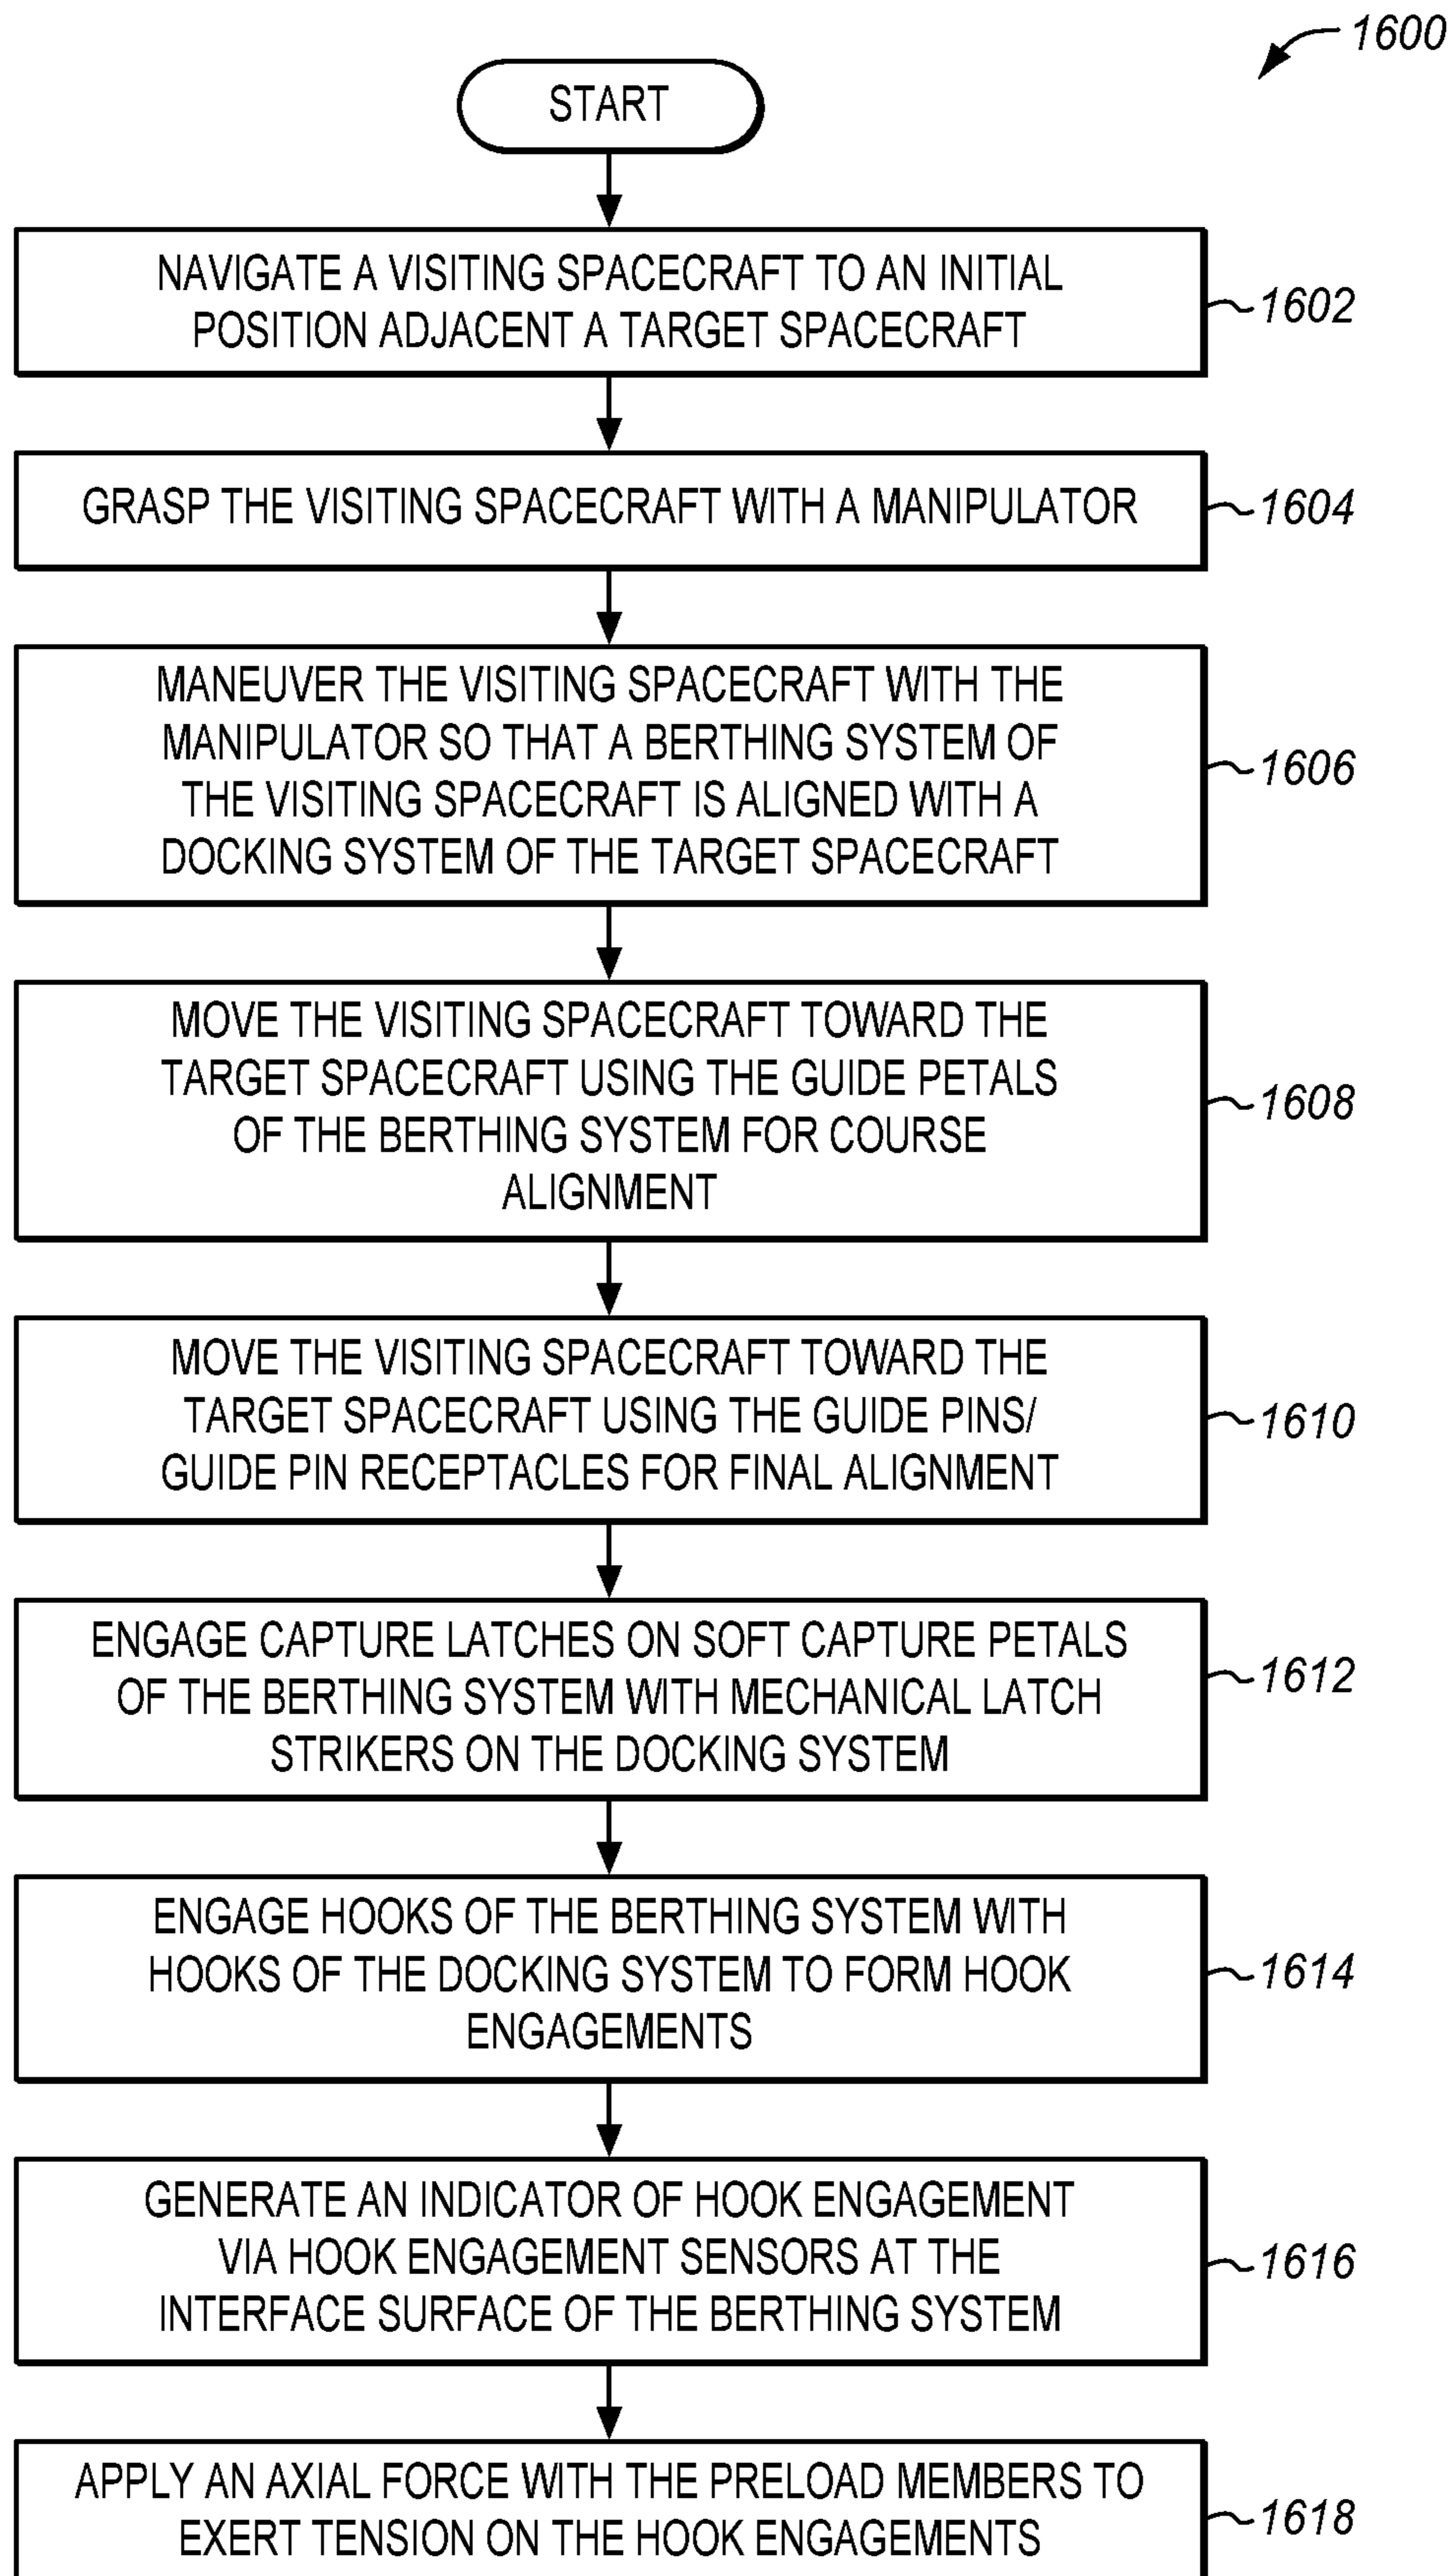 1600
START
NAVIGATE A VISITING SPACECRAFT TO AN INITIAL
POSITION ADJACENT A TARGET SPACECRAFT
1602
GRASP THE VISITING SPACECRAFT WITH A MANIPULATOR
1604
MANEUVER THE VISITING SPACECRAFT WITH THE
MANIPULATOR SO THAT A BERTHING SYSTEM OF
THE VISITING SPACECRAFT IS ALIGNED WITH A
DOCKING SYSTEM OF THE TARGET SPACECRAFT
1606
MOVE THE VISITING SPACECRAFT TOWARD THE
TARGET SPACECRAFT USING THE GUIDE PETALS
OF THE BERTHING SYSTEM FOR COURSE
ALIGNMENT
1608
MOVE THE VISITING SPACECRAFT TOWARD THE
TARGET SPACECRAFT USING THE GUIDE PINS/
GUIDE PIN RECEPTACLES FOR FINAL ALIGNMENT
1610
ENGAGE CAPTURE LATCHES ON SOFT CAPTURE PETALS
OF THE BERTHING SYSTEM WITH MECHANICAL LATCH
STRIKERS ON THE DOCKING SYSTEM
1612
ENGAGE HOOKS OF THE BERTHING SYSTEM WITH
HOOKS OF THE DOCKING SYSTEM TO FORM HOOK
ENGAGEMENTS
1614
GENERATE AN INDICATOR OF HOOK ENGAGEMENT
VIA HOOK ENGAGEMENT SENSORS AT THE
INTERFACE SURFACE OF THE BERTHING SYSTEM
1616
APPLY AN AXIAL FORCE WITH THE PRELOAD MEMBERS TO
EXERT TENSION ON THE HOOK ENGAGEMENTS
1618